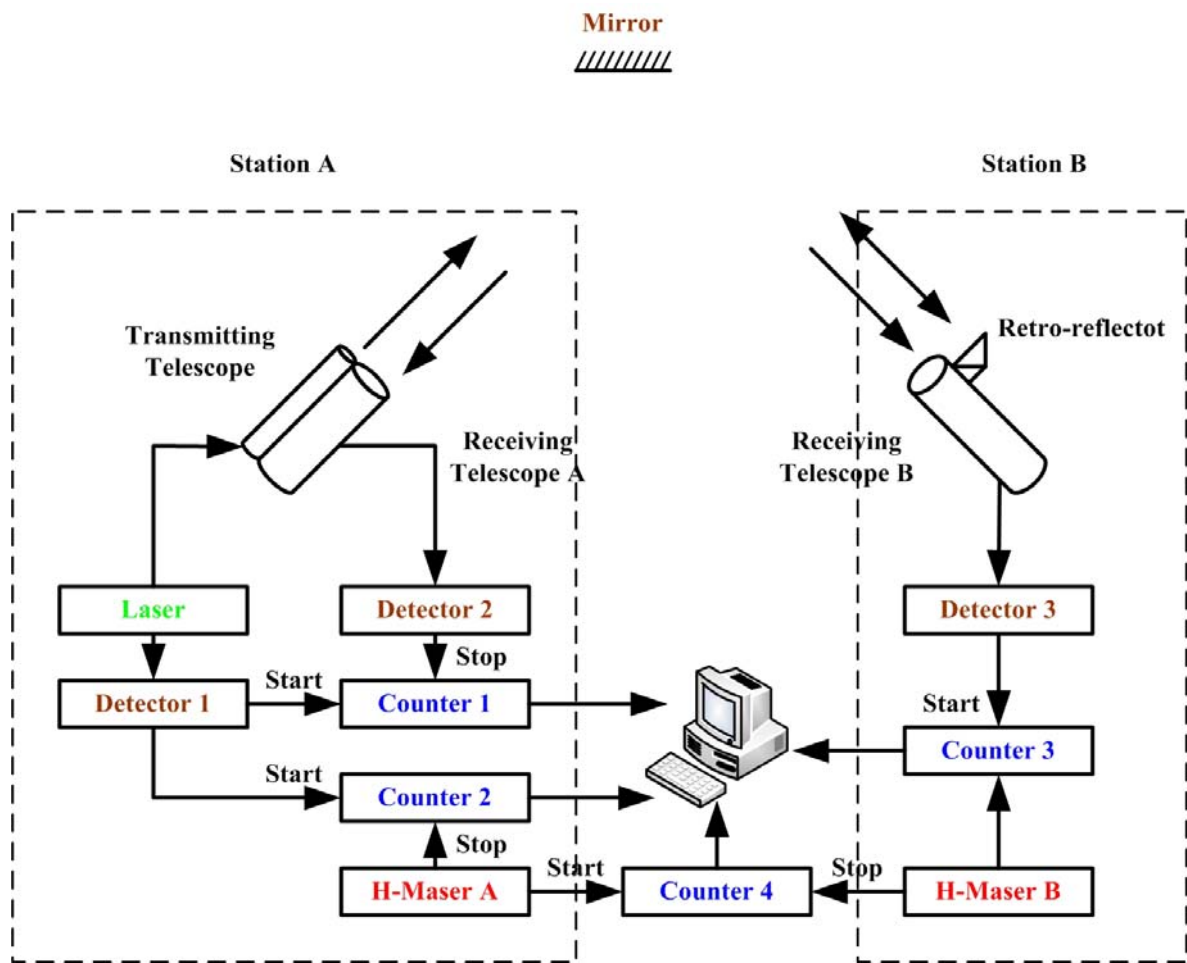 Mirror
Station A
Station B
Transmitting
Telescope
Retro-reflectot
Receiving
Telescope A
Receiving
Telescope B
Laser
Detector 2
Detector 3
Stop
Start
Detector 1
Counter 1
Start
Counter 3
Start
Counter 2
Stop
Start
Stop
H-Maser A
Counter 4
H-Maser B